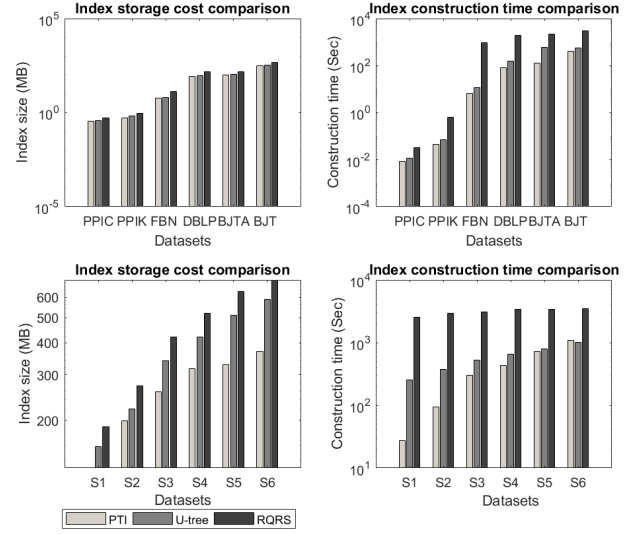 Index storage cost comparison
10^5
10^0
10^-5
Index size (MB)
PPIC PPIK FBN DBLP BJTA BJT
Datasets
Index construction time comparison
10^4
10^2
10^0
10^-2
10^-4
Construction time (Sec)
PPIC PPIK FBN DBLP BJTA BJT
Datasets
Index storage cost comparison
600
500
400
300
200
Index size (MB)
S1 S2 S3 S4 S5 S6
Datasets
Index construction time comparison
10^4
10^3
10^2
10^1
Construction time (Sec)
S1 S2 S3 S4 S5 S6
Datasets
PTI U-tree RQRS